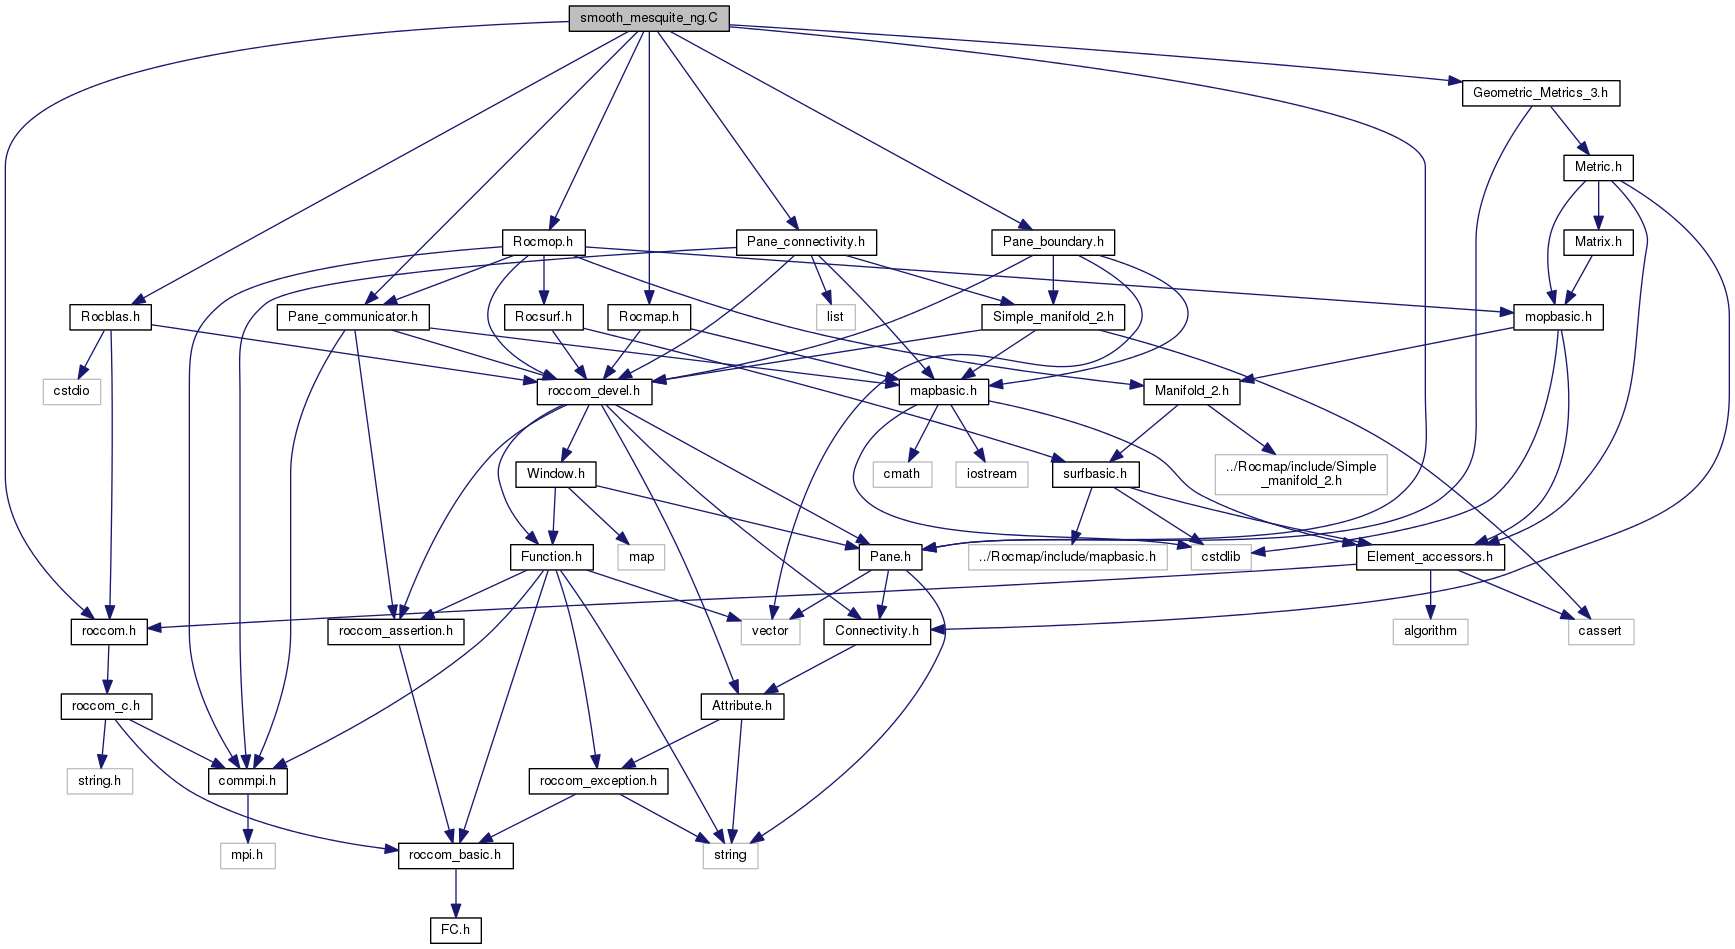 smooth_mesquite_ng.C
Geometric_Metrics_3.h
Metric.h
Rocmop.h
Pane_connectivity.h
Pane_boundary.h
Matrix.h
Rocblas.h
Pane_communicator.h
Rocsurf.h
Rocmap.h
list
Simple_manifold_2.h
mopbasic.h
cstdio
roccom_devel.h
mapbasic.h
Manifold_2.h
Window.h
cmath
iostream
surfbasic.h
../Rocmap/include/Simple
_manifold_2.h
Function.h
map
Pane.h
../Rocmap/include/mapbasic.h
cstdlib
Element_accessors.h
roccom.h
roccom_assertion.h
vector
Connectivity.h
algorithm
cassert
roccom_c.h
Attribute.h
string.h
commpi.h
roccom_exception.h
mpi.h
roccom_basic.h
string
FC.h